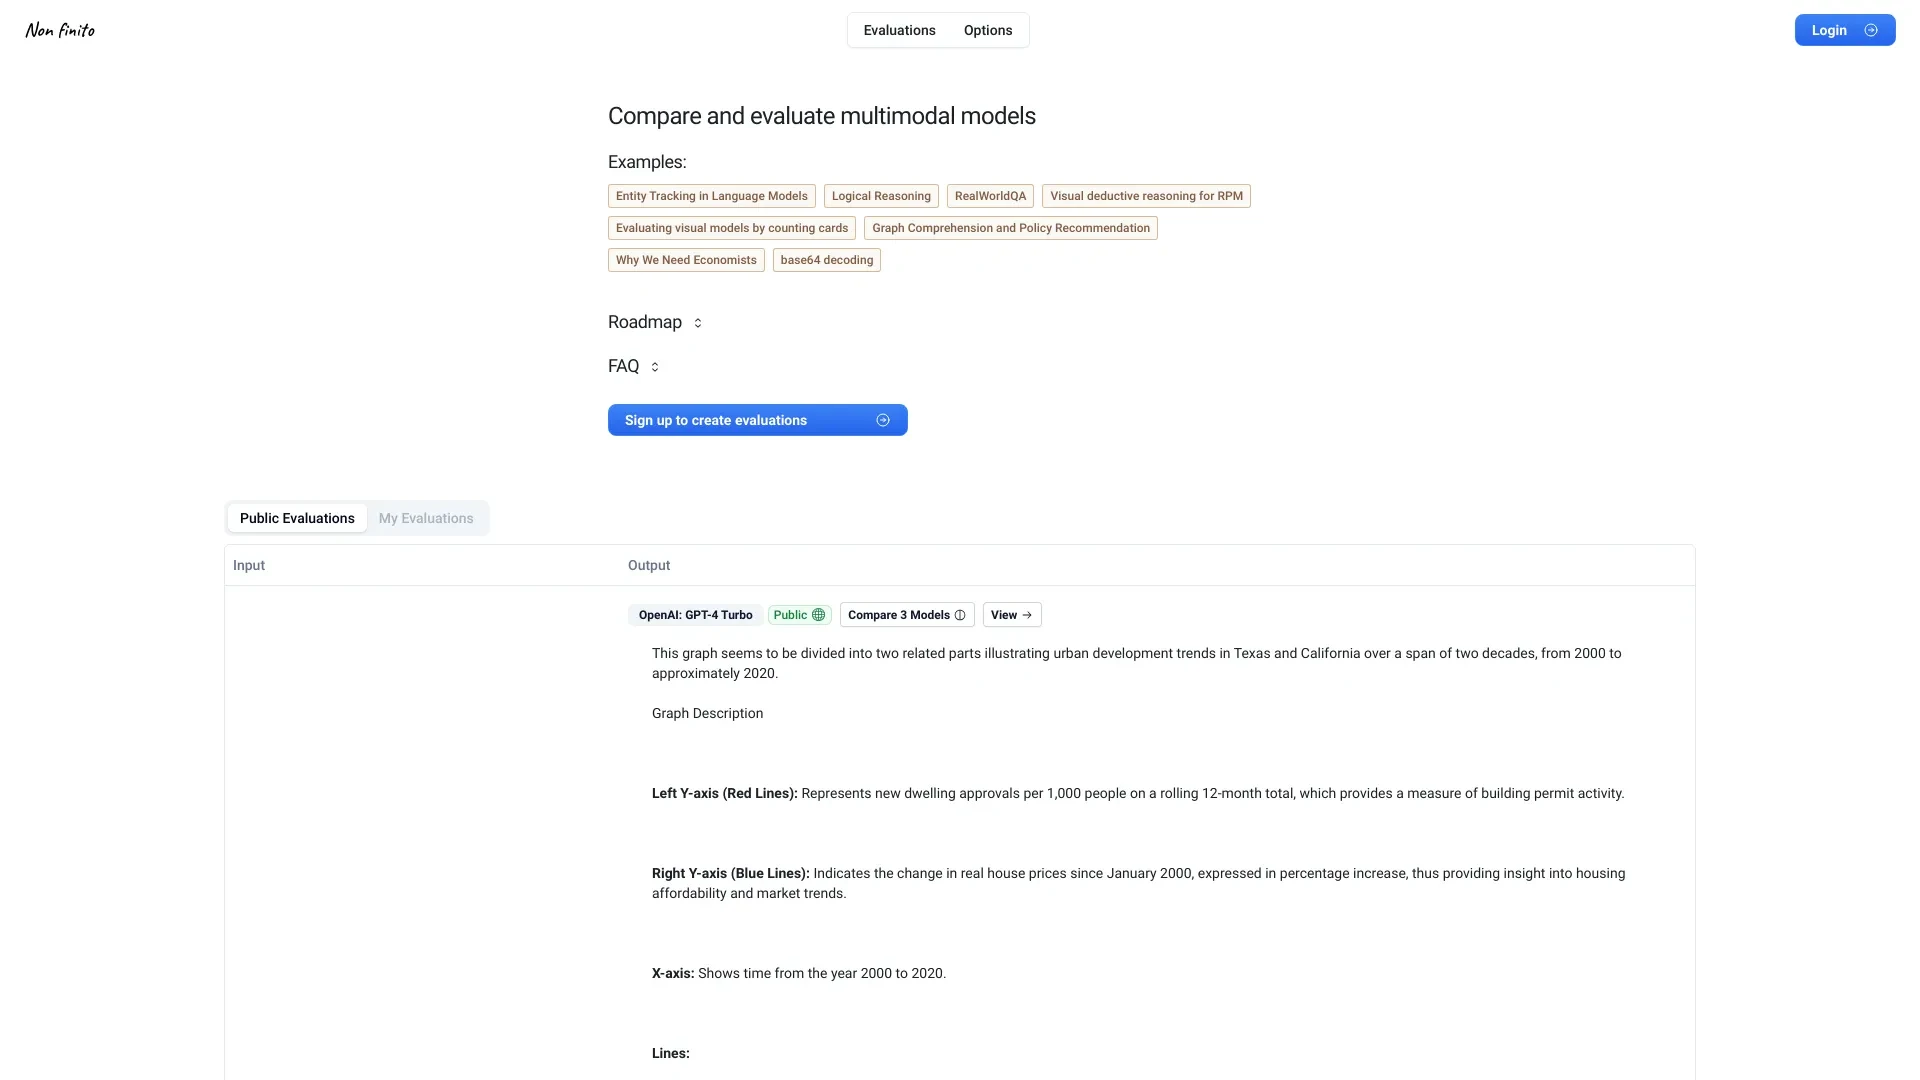 Non finito
Evaluations Options
Login
Compare and evaluate multimodal models
Examples:
Entity Tracking in Language Models Logical Reasoning RealWorldQA Visual deductive reasoning for RPM
Evaluating visual models by counting cards Graph Comprehension and Policy Recommendation
Why We Need Economists base64 decoding
Roadmap
FAQ
Sign up to create evaluations
Public Evaluations My Evaluations
Input Output
OpenAI: GPT-4 Turbo Public Compare 3 Models View →
This graph seems to be divided into two related parts illustrating urban development trends in Texas and California over a span of two decades, from 2000 to
approximately 2020.
Graph Description
Left Y-axis (Red Lines): Represents new dwelling approvals per 1,000 people on a rolling 12-month total, which provides a measure of building permit activity.
Right Y-axis (Blue Lines): Indicates the change in real house prices since January 2000, expressed in percentage increase, thus providing insight into housing
affordability and market trends.
X-axis: Shows time from the year 2000 to 2020.
Lines: